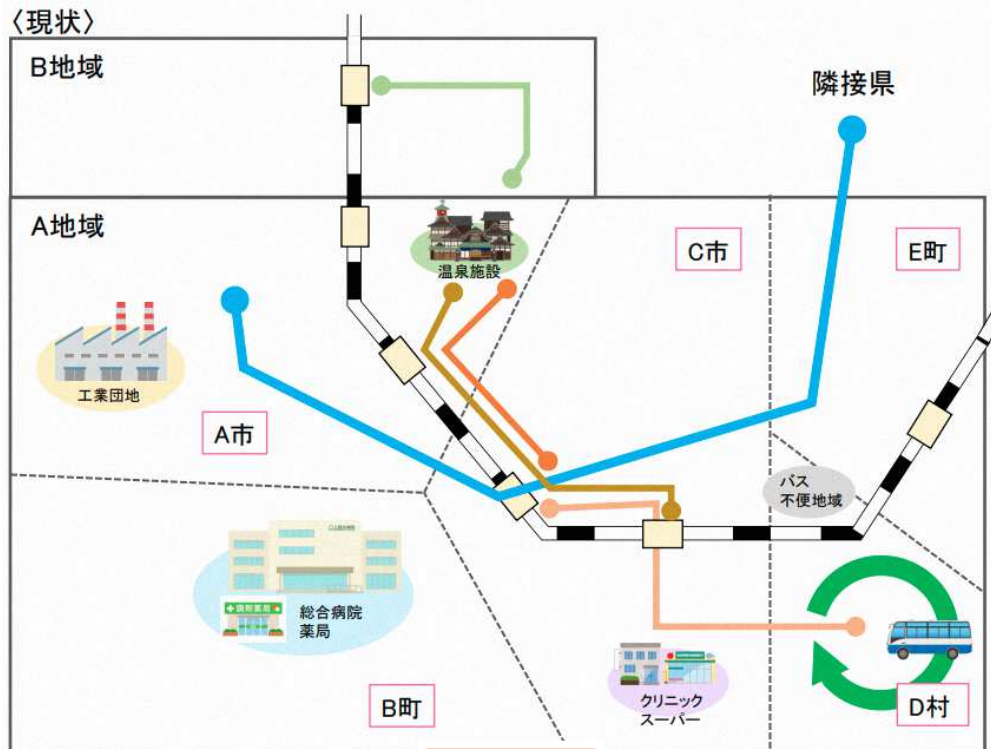 〈現状〉
B地域
隣接県
A地域
C市
E町
温泉施設
工業団地
A市
バス
不便地域
総合病院
薬局
B町
クリニック
スーパー
D村